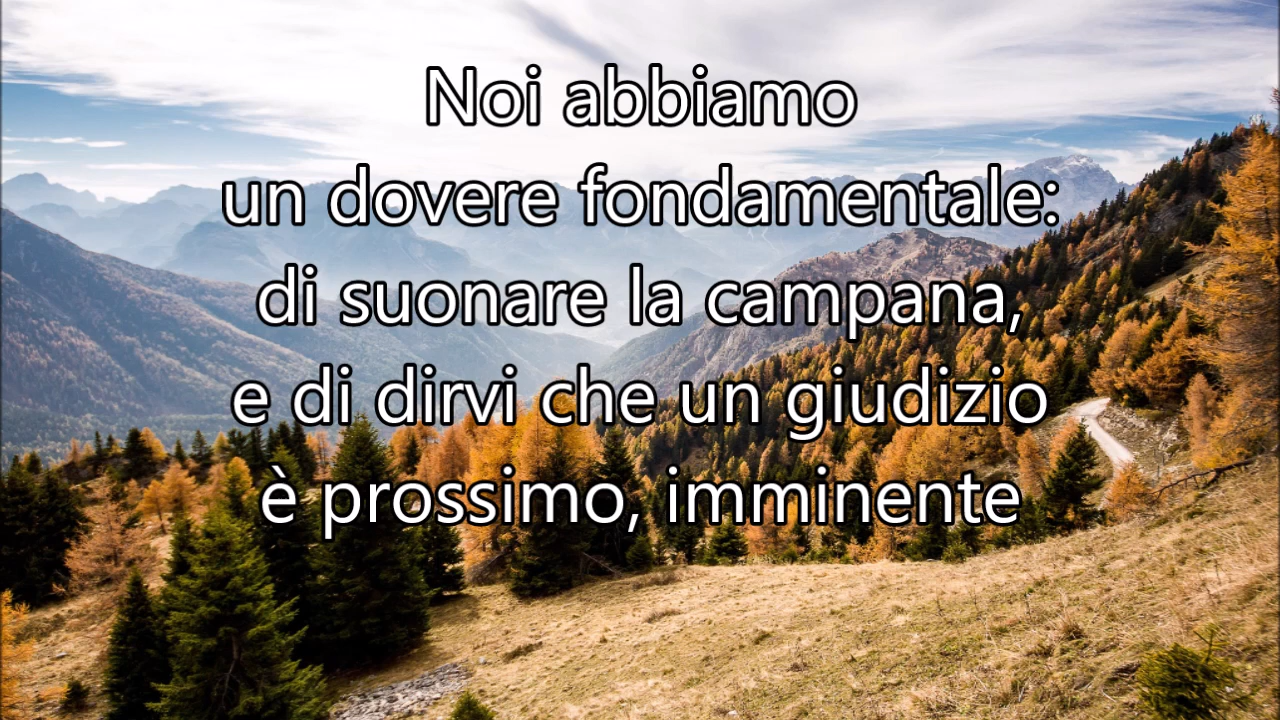 Noi abbiamo
un dovere fondamentale:
di suonare la campana,
e di dirvi che un giudizio
è prossimo, imminente